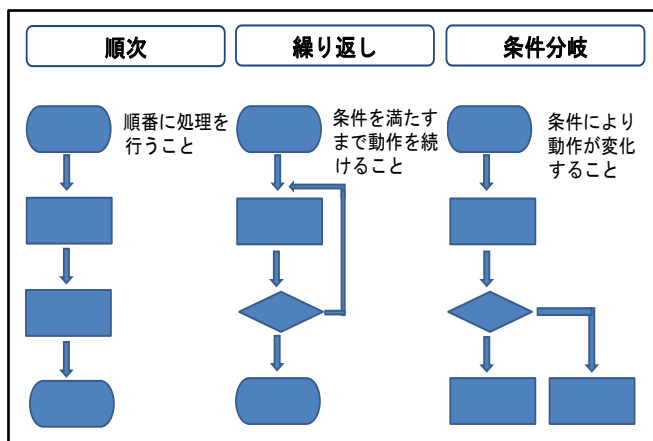 順次
順番に処理を
行うこと
繰り返し
条件を満たす
まで動作を続
けること
条件分岐
条件により
動作が変化
すること